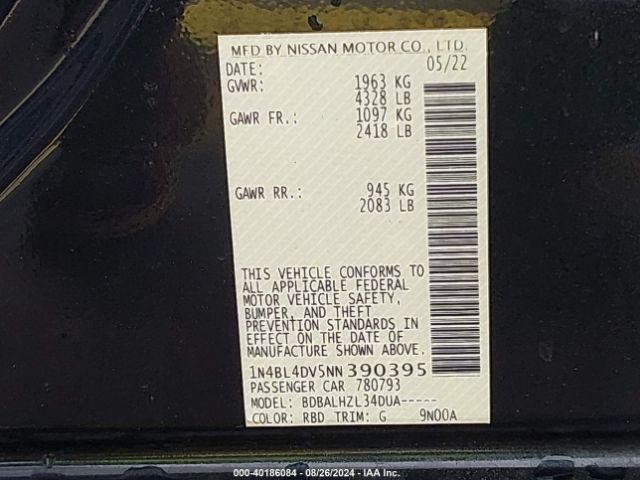 MFD BY NISSAN MOTOR CO., LTD.
DATE: 05/22
GVWR: 1963 KG
4328 LB
GAWR FR.: 1097 KG
2418 LB
GAWR RR.: 945 KG
2083 LB
THIS VEHICLE CONFORMS TO
ALL APPLICABLE FEDERAL
MOTOR VEHICLE SAFETY,
BUMPER, AND THEFT
PREVENTION STANDARDS IN
EFFECT ON THE DATE OF
MANUFACTURE SHOWN ABOVE.
1N4BL4DV5NN390395
PASSENGER CAR 780793
MODEL: BDBALHZL34DUA-----
COLOR: RBD TRIM: G 9N00A
000-40186084 - 08/26/2024 - IAA Inc.